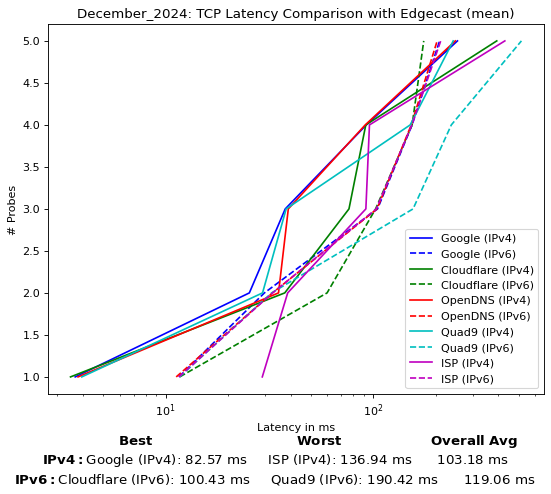 December_2024: TCP Latency Comparison with Edgecast (mean)
5.0
4.5
4.0
3.5
3.0
2.5
2.0
1.5
1.0
# Probes
Google (IPv4)
Google (IPv6)
Cloudflare (IPv4)
Cloudflare (IPv6)
OpenDNS (IPv4)
OpenDNS (IPv6)
Quad9 (IPv4)
Quad9 (IPv6)
ISP (IPv4)
ISP (IPv6)
10^1 10^2
Latency in ms
Best Worst Overall Avg
IPv4: Google (IPv4): 82.57 ms ISP (IPv4): 136.94 ms 103.18 ms
IPv6: Cloudflare (IPv6): 100.43 ms Quad9 (IPv6): 190.42 ms 119.06 ms